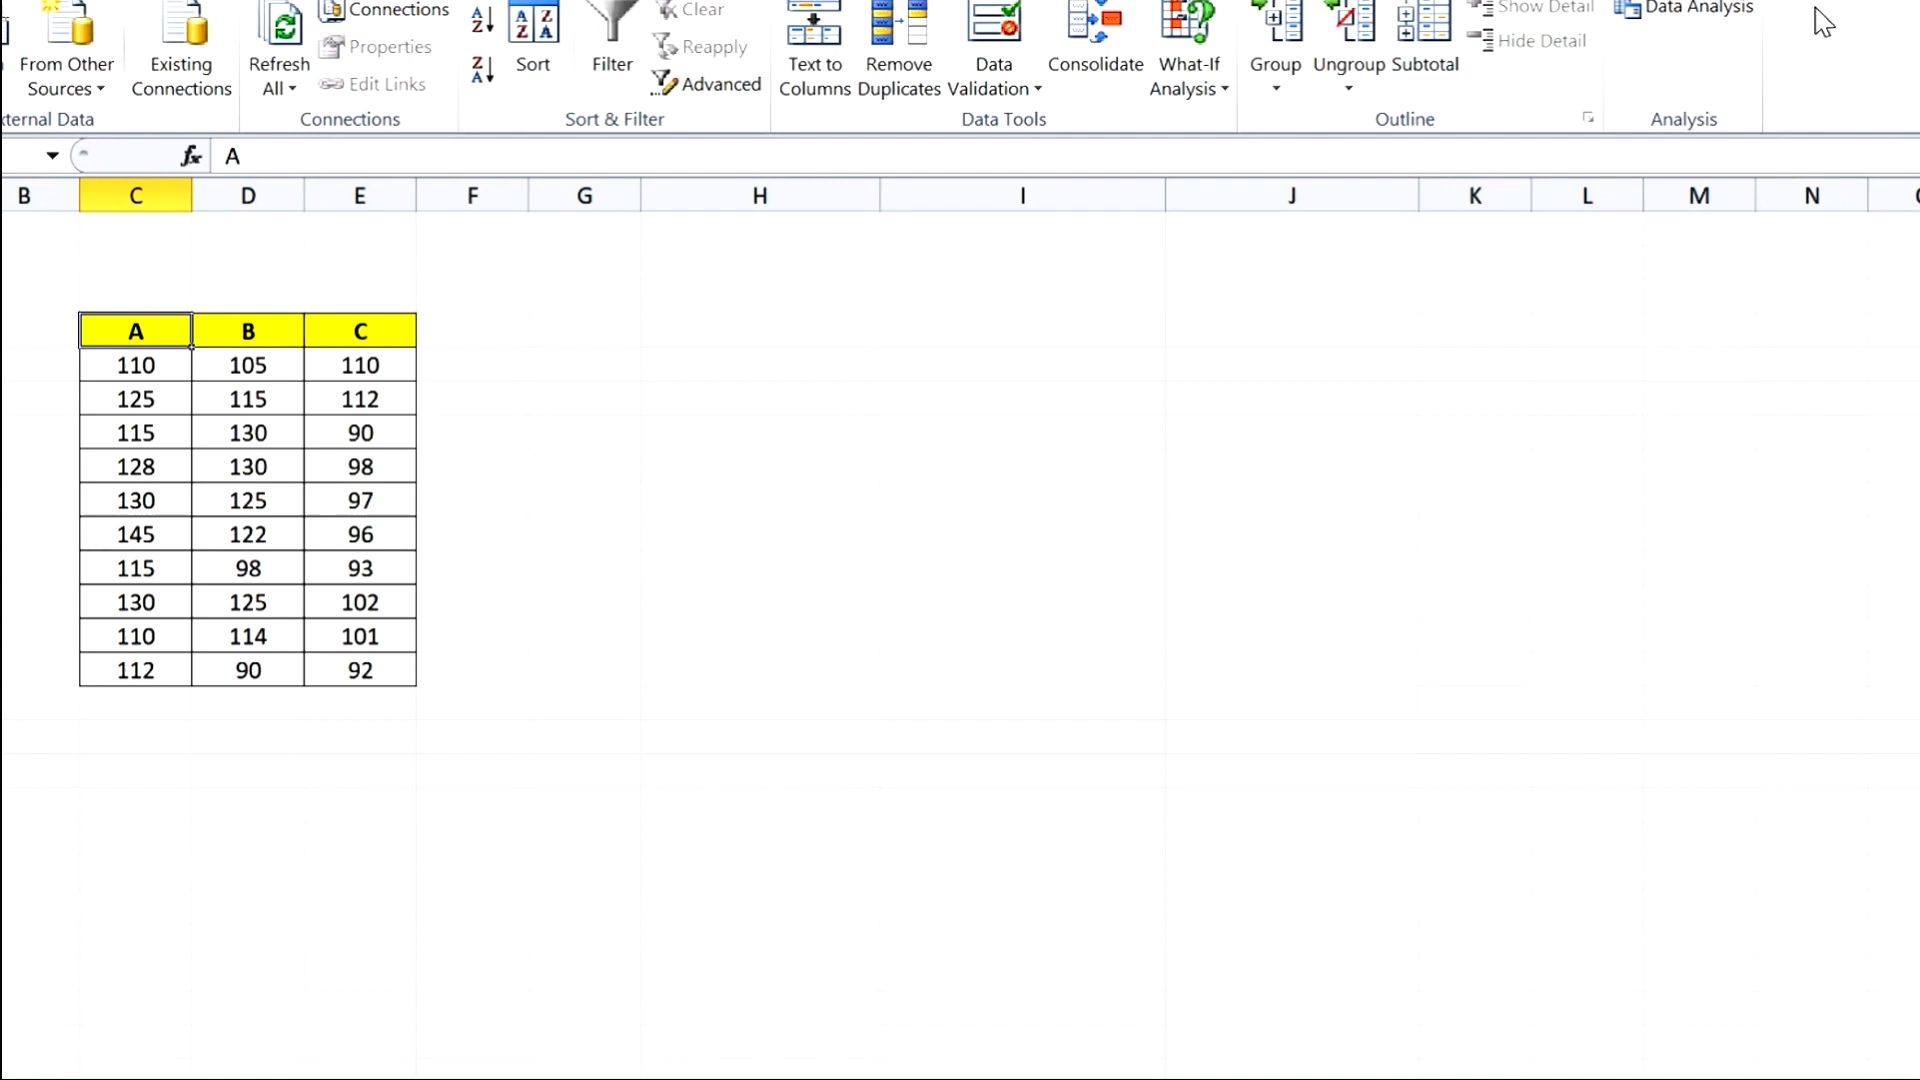 Connections
Clear
Show Detail
Data Analysis
Properties
Reapply
Hide Detail
From Other Sources
Existing Connections
Refresh All
Edit Links
Sort
Filter
Advanced
Text to Columns
Remove Duplicates
Data Validation
Consolidate
What-If Analysis
Group
Ungroup
Subtotal
ternal Data
Connections
Sort & Filter
Data Tools
Outline
Analysis
fx A
B C D E F G H I J K L M N
A B C
110 105 110
125 115 112
115 130 90
128 130 98
130 125 97
145 122 96
115 98 93
130 125 102
110 114 101
112 90 92